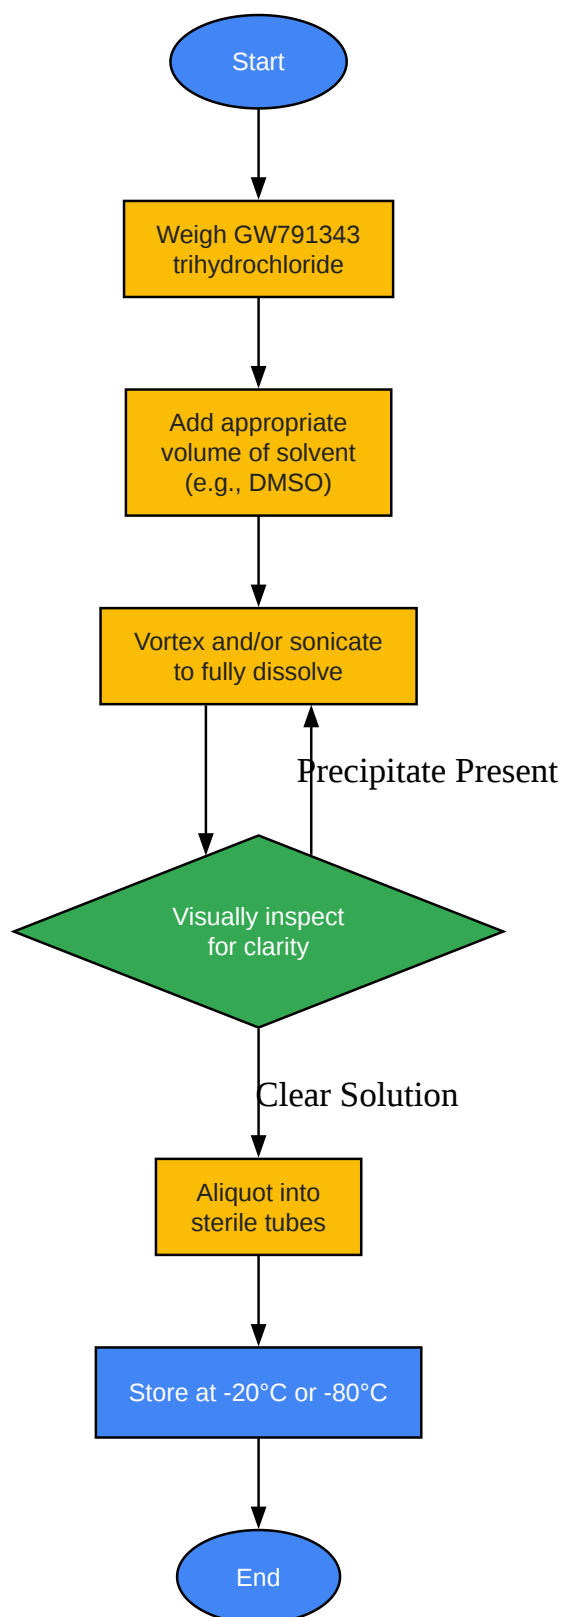 Start
Weigh GW791343
trihydrochloride
Add appropriate
volume of solvent
(e.g., DMSO)
Vortex and/or sonicate
to fully dissolve
Precipitate Present
Visually inspect
for clarity
Clear Solution
Aliquot into
sterile tubes
Store at -20°C or -80°C
End